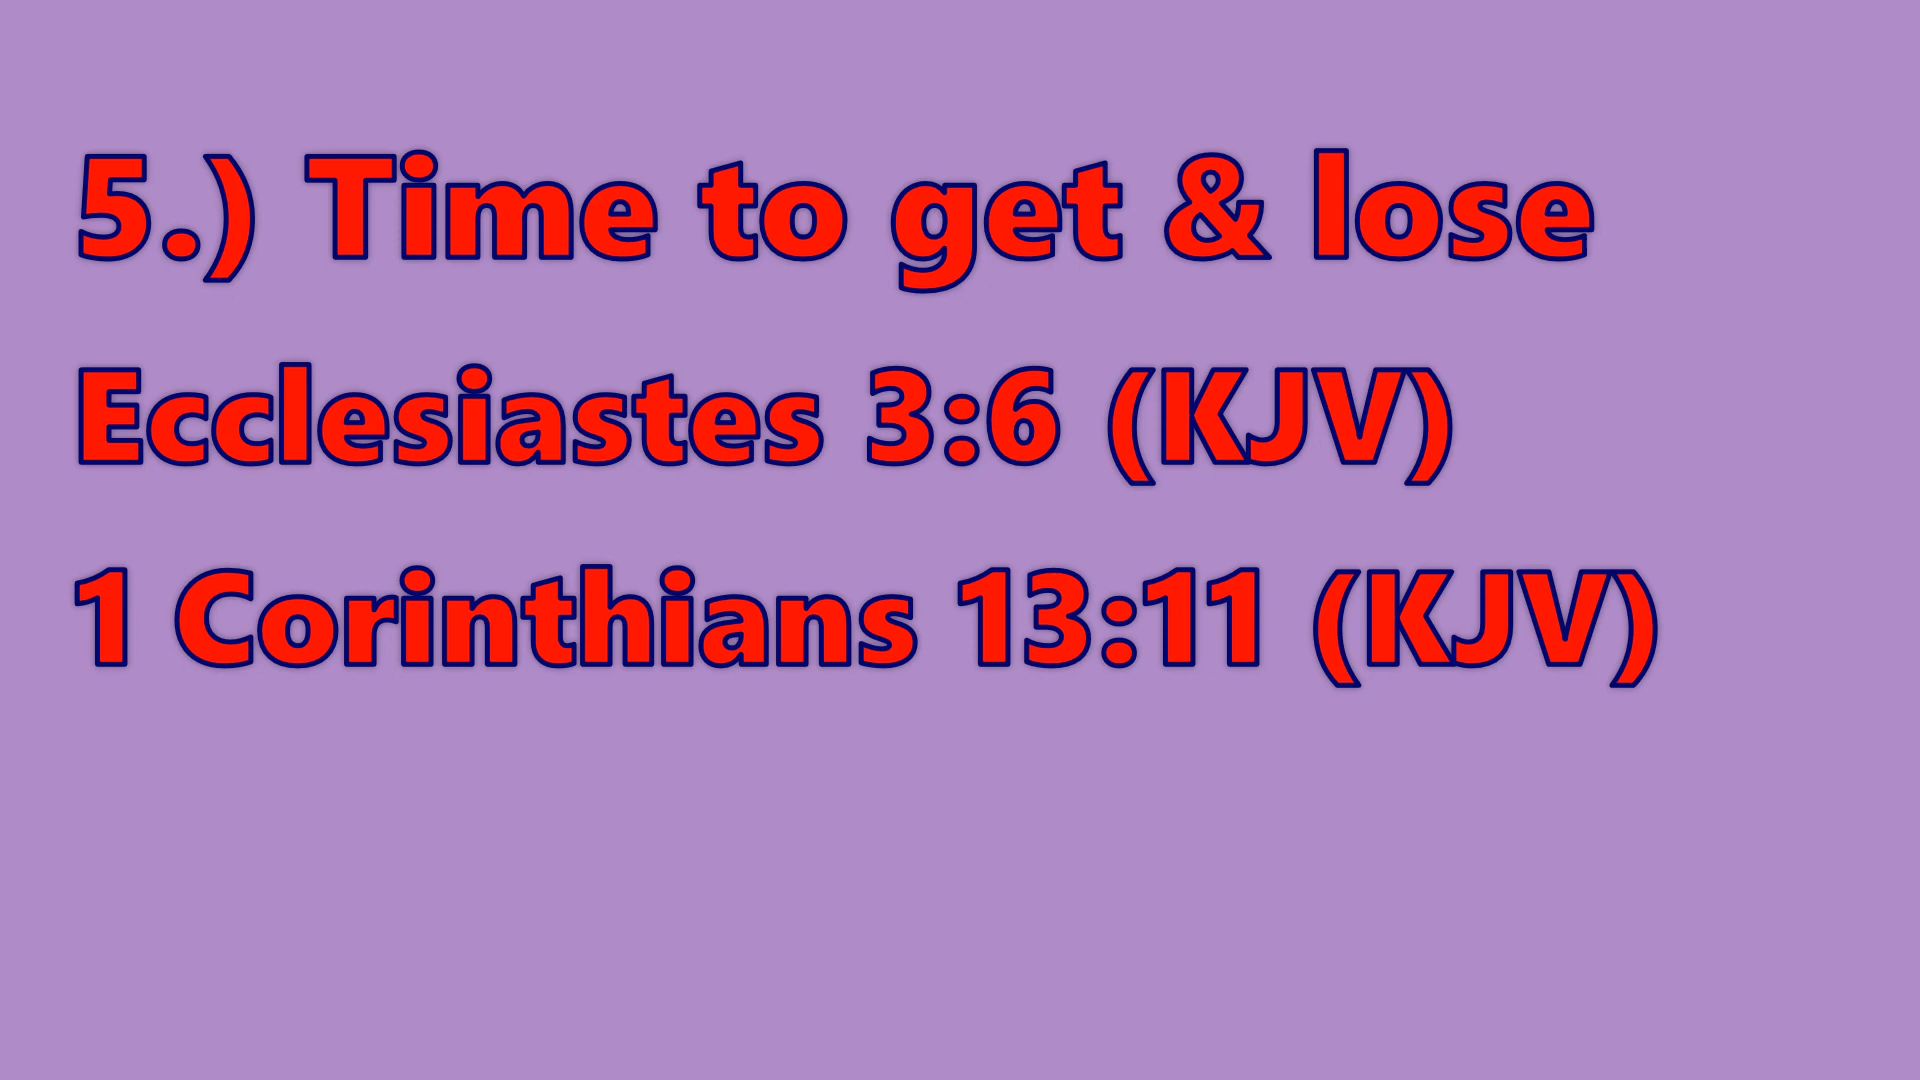 5.) Time to get & lose
Ecclesiastes 3:6 (KJV)
1 Corinthians 13:11 (KJV)